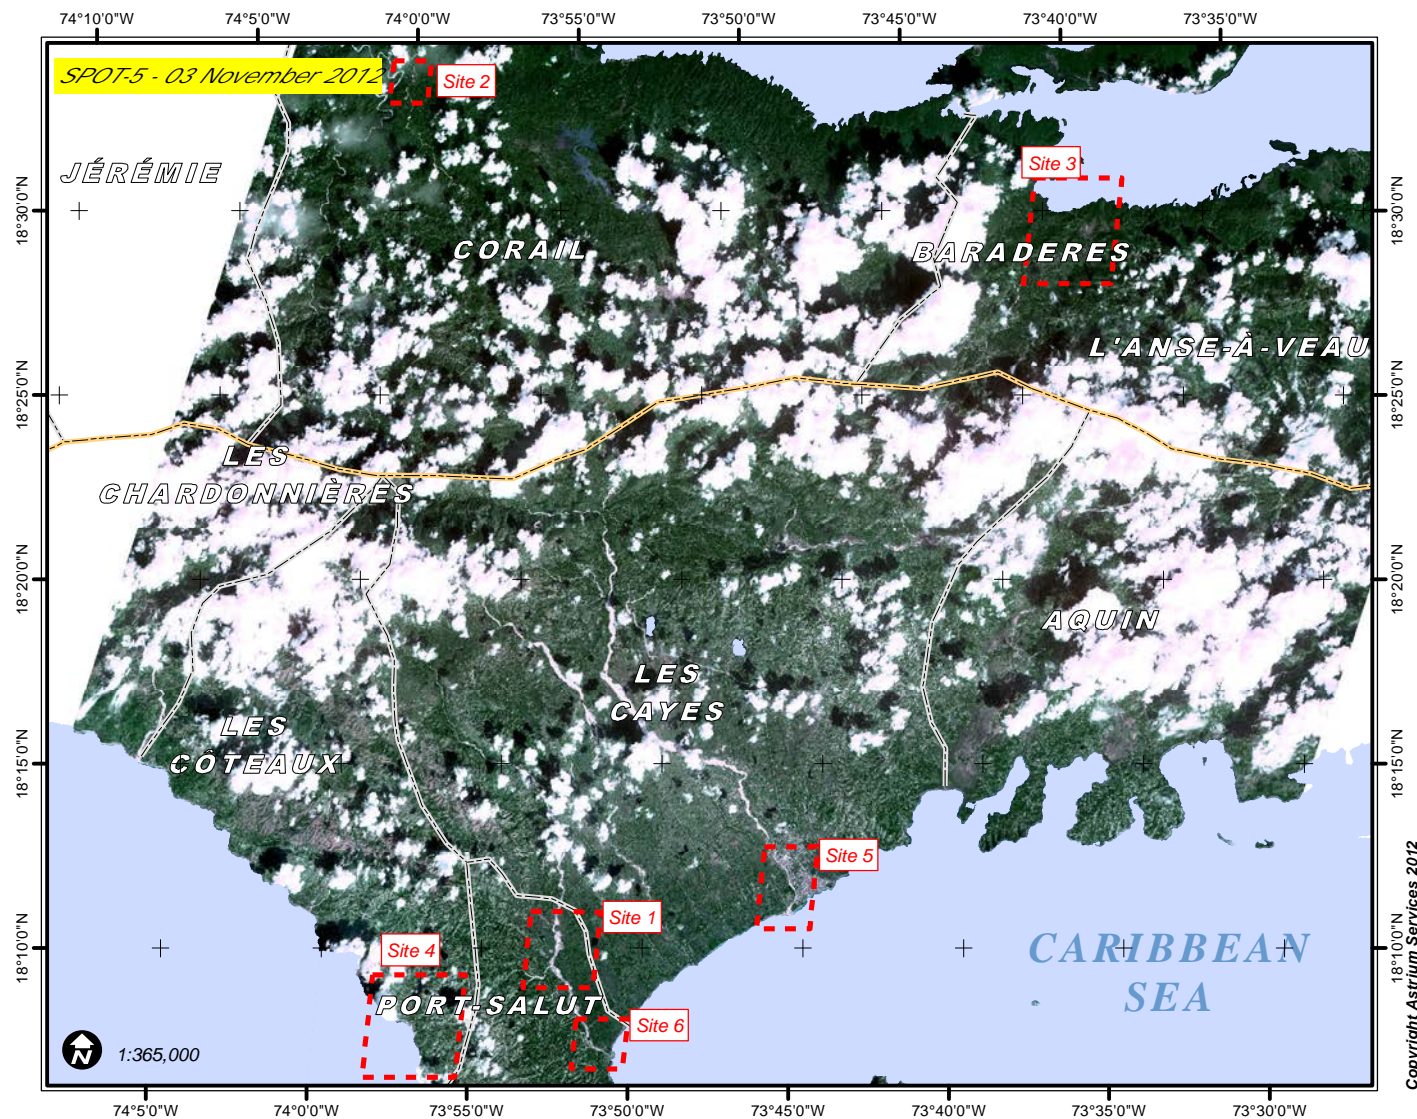 74°10'0"W 74°5'0"W 74°0'0"W 73°55'0"W 73°50'0"W 73°45'0"W 73°40'0"W 73°35'0"W
SPOT-5 - 03 November 2012
Site 2
Site 3
JÉRÉMIE
18°30'0"N 18°30'0"N
CORAIL
BARADERES
L'ANSE-À-VEAU
18°25'0"N 18°25'0"N
LES
CHARDONNIÈRES
18°20'0"N 18°20'0"N
AQUIN
LES
CAYES
LES
CÔTEAUX
18°15'0"N 18°15'0"N
Site 5
Site 1
Site 4
18°10'0"N 18°10'0"N
CARIBBEAN
SEA
PORT-SALUT
Site 6
N
1:365,000
Copyright Astrium Services 2012
74°5'0"W 74°0'0"W 73°55'0"W 73°50'0"W 73°45'0"W 73°40'0"W 73°35'0"W 73°30'0"W